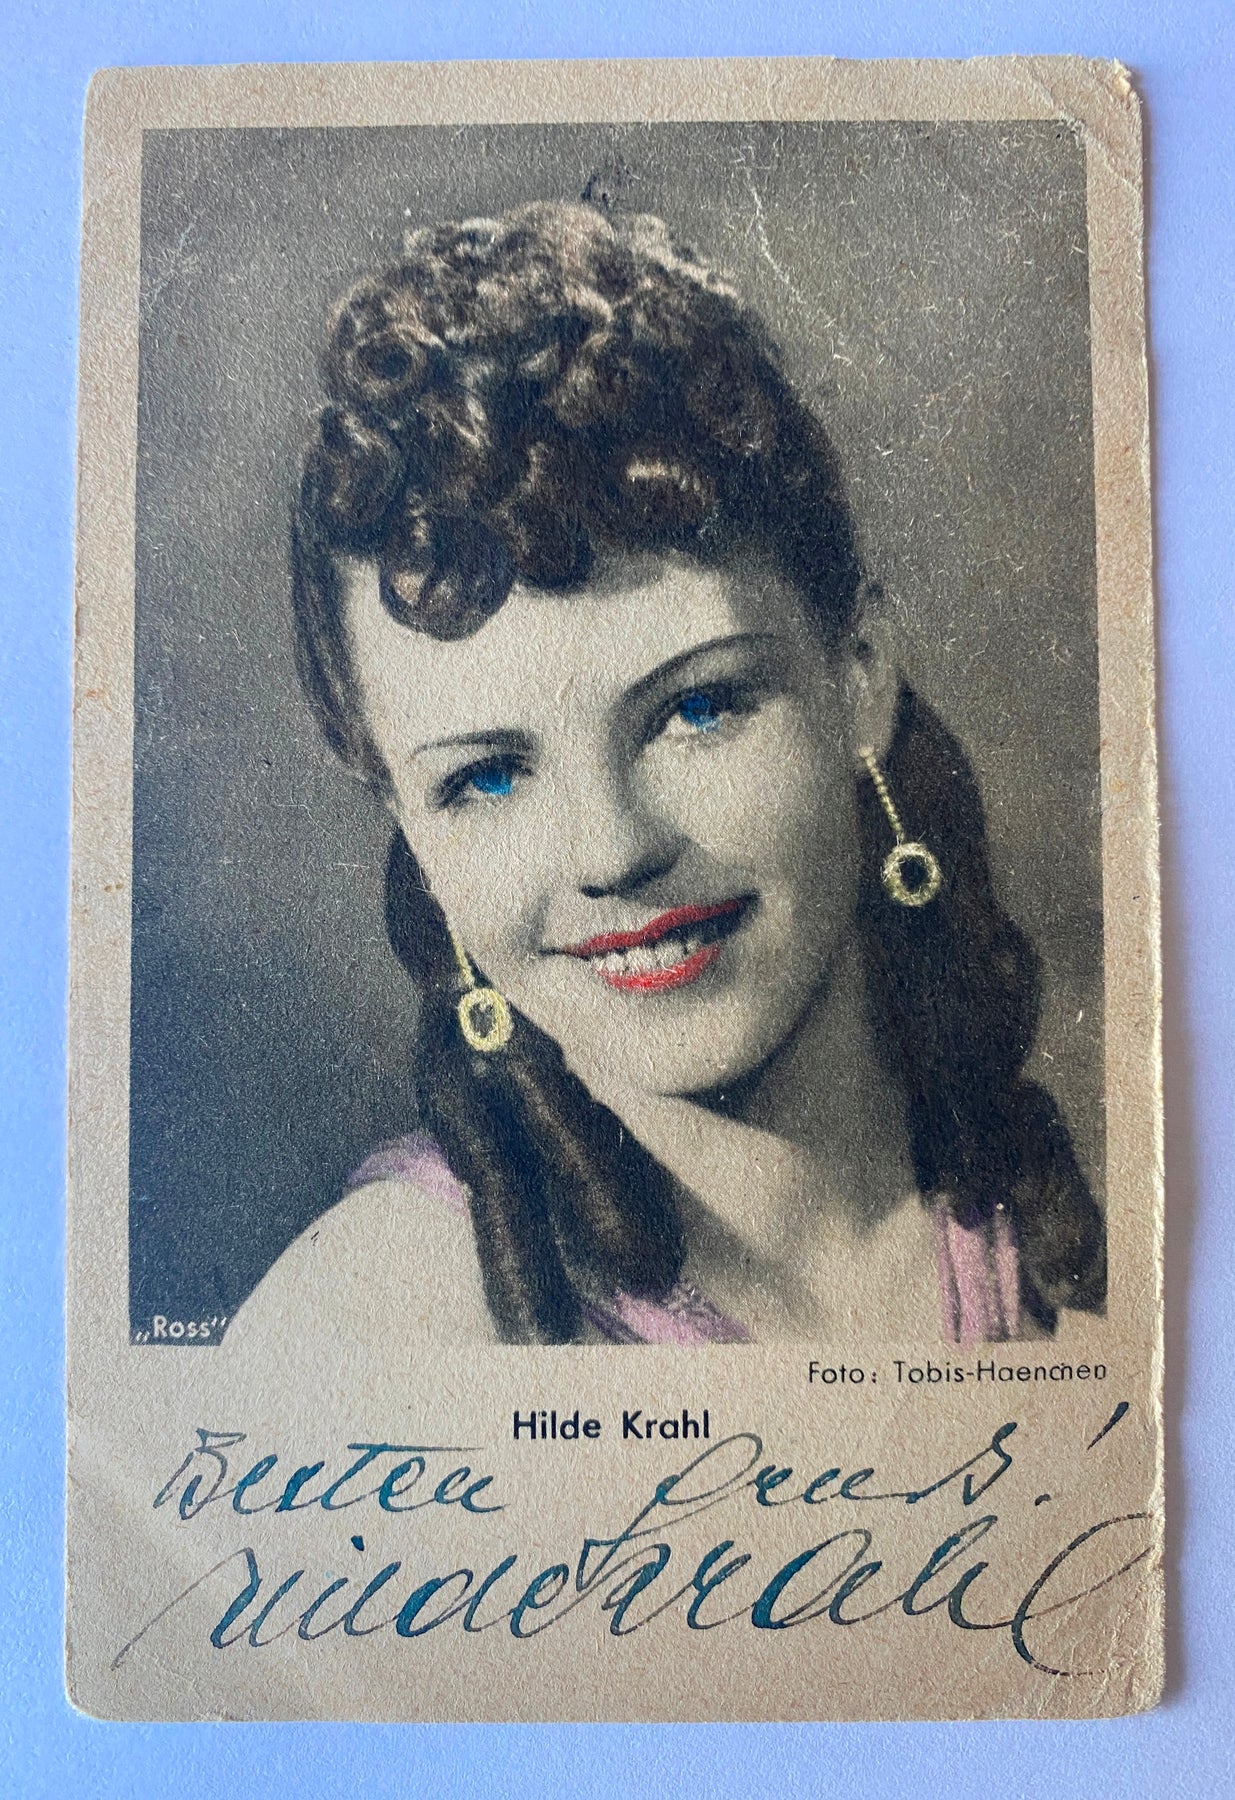 „Ross"
Foto: Tobis-Haenchen
Hilde Krahl
Besten Gruß!
Hilde Krahl